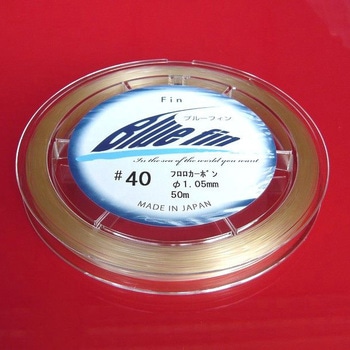 Fin
ブルーフィン
Blue fin
In the sea of the world you want
#40
フロロカーボン
φ1.05mm
50m
MADE IN JAPAN